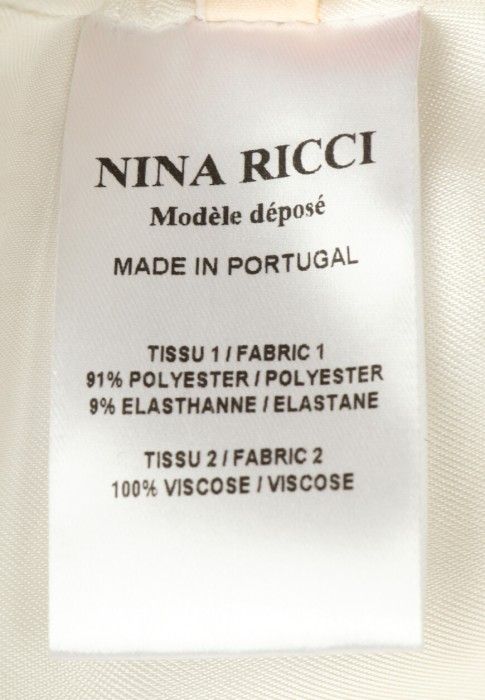 NINA RICCI
Modèle déposé
MADE IN PORTUGAL
TISSU 1 / FABRIC 1
91% POLYESTER / POLYESTER
9% ELASTHANNE / ELASTANE
TISSU 2 / FABRIC 2
100% VISCOSE / VISCOSE